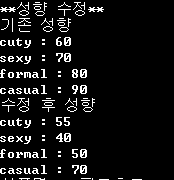 **성향 수정**
기존 성향
cuty : 60
sexy : 70
formal : 80
casual : 90
수정 후 성향
cuty : 55
sexy : 40
formal : 50
casual : 70